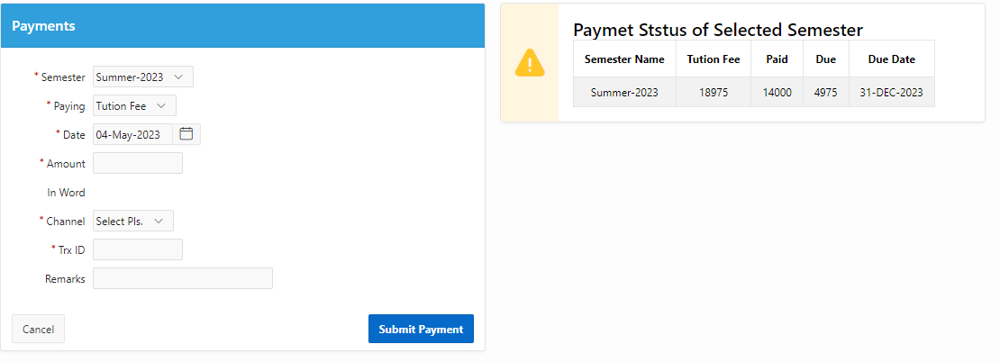 Payments
* Semester Summer-2023
* Paying Tution Fee
* Date 04-May-2023
* Amount
In Word
* Channel Select Pls.
* Trx ID
Remarks
Cancel Submit Payment
Paymet Ststus of Selected Semester
Semester Name Tution Fee Paid Due Due Date
Summer-2023 18975 14000 4975 31-DEC-2023